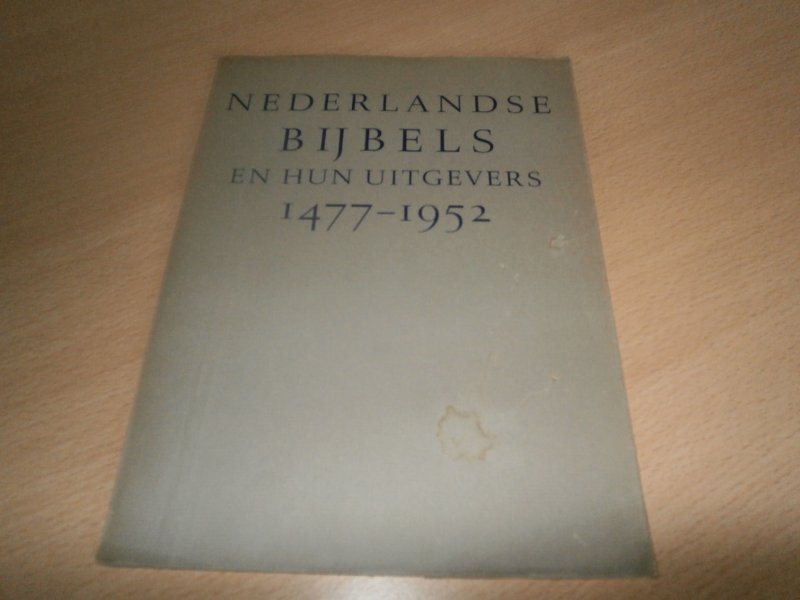 NEDERLANDSE
BIJBELS
EN HUN UITGEVERS
1477-1952